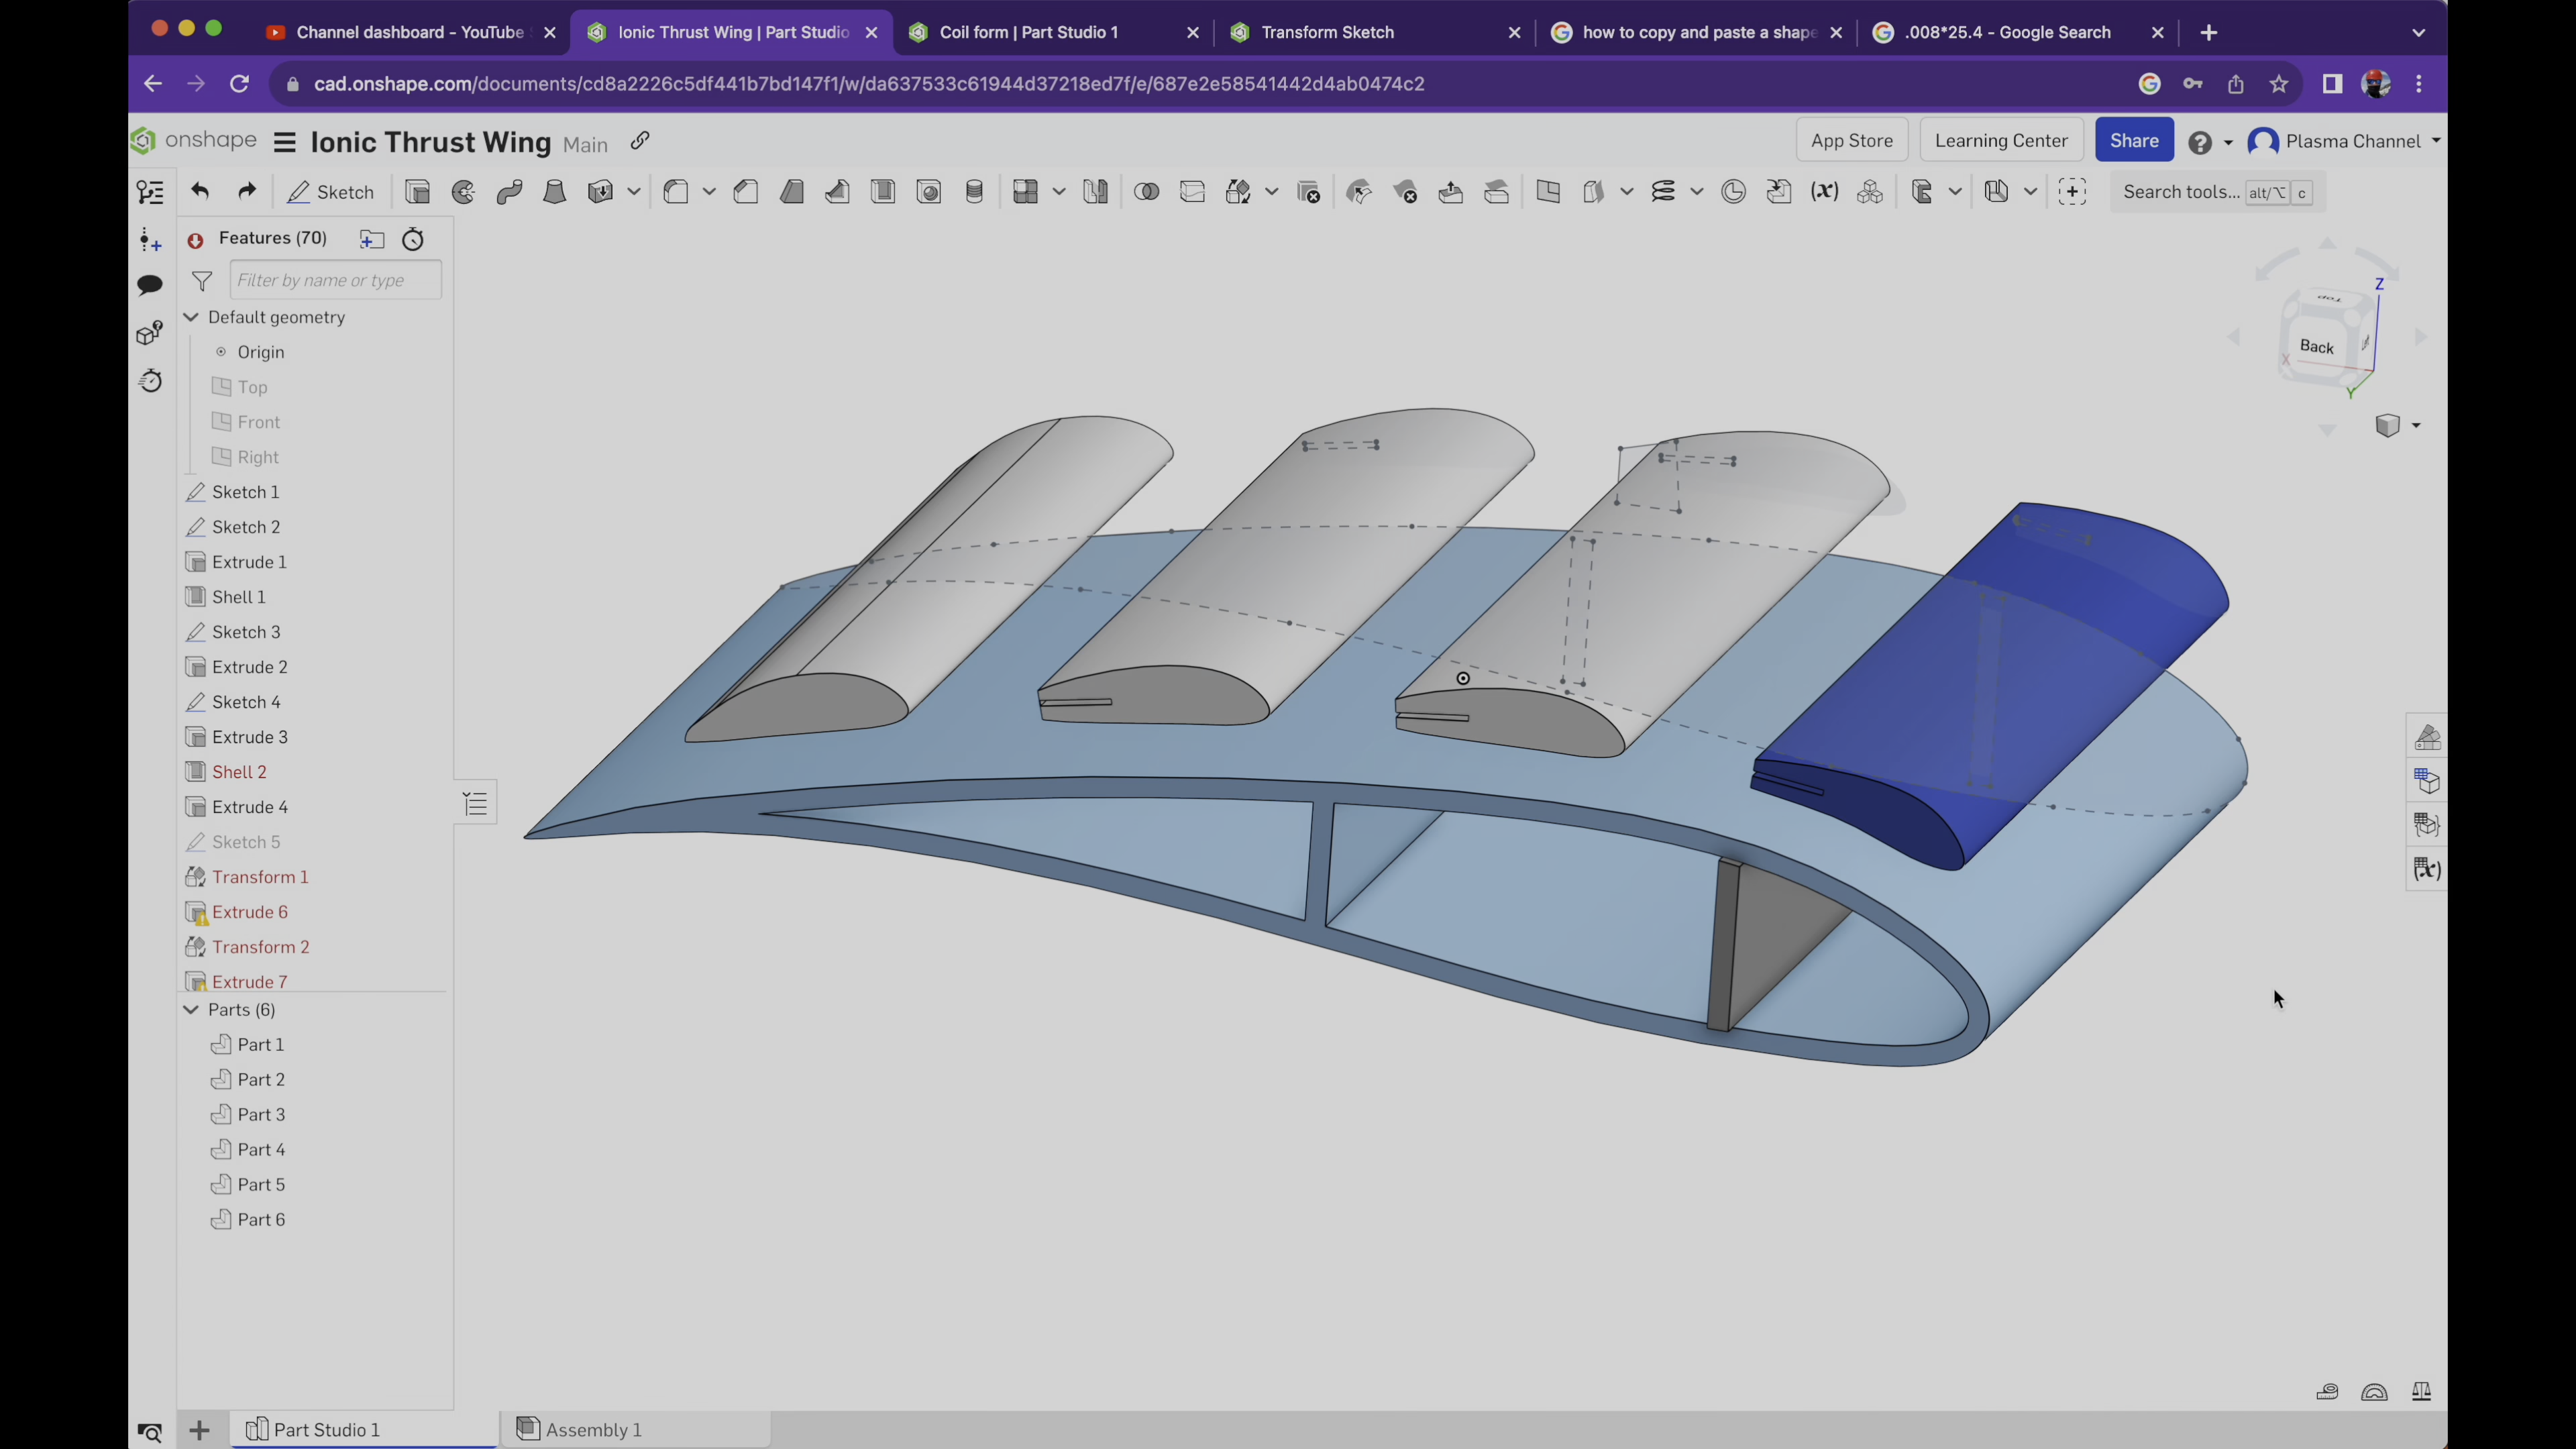 Channel dashboard - YouTube
Ionic Thrust Wing | Part Studio
Coil form | Part Studio 1
Transform Sketch
how to copy and paste a shape
.008*25.4 - Google Search
cad.onshape.com/documents/cd8a2226c5df441b7bd147f1/w/da637533c61944d37218ed7f/e/687e2e58541442d4ab0474c2
onshape
Ionic Thrust Wing Main
App Store
Learning Center
Share
Plasma Channel
Sketch
(x)
Search tools... alt/⌥ c
Features (70)
Filter by name or type
Default geometry
Origin
Top
Front
Right
Sketch 1
Sketch 2
Extrude 1
Shell 1
Sketch 3
Extrude 2
Sketch 4
Extrude 3
Shell 2
Extrude 4
Sketch 5
Transform 1
Extrude 6
Transform 2
Extrude 7
Parts (6)
Part 1
Part 2
Part 3
Part 4
Part 5
Part 6
Z
Top
Back
X
Y
(x)
Part Studio 1
Assembly 1